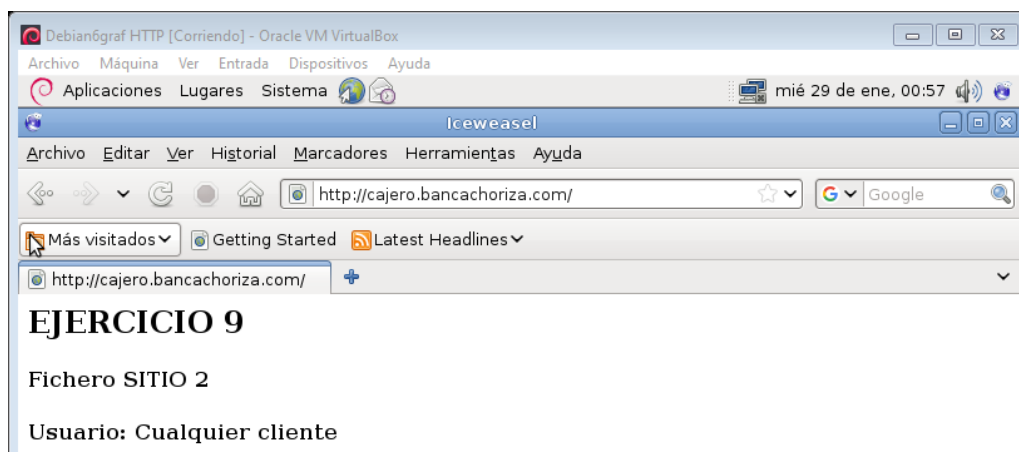 Debian6graf HTTP [Corriendo] - Oracle VM VirtualBox
Archivo Máquina Ver Entrada Dispositivos Ayuda
Aplicaciones Lugares Sistema mié 29 de ene, 00:57
Iceweasel
Archivo Editar Ver Historial Marcadores Herramientas Ayuda
http://cajero.bancachoriza.com/ G Google
Más visitados Getting Started Latest Headlines
http://cajero.bancachoriza.com/
EJERCICIO 9
Fichero SITIO 2
Usuario: Cualquier cliente